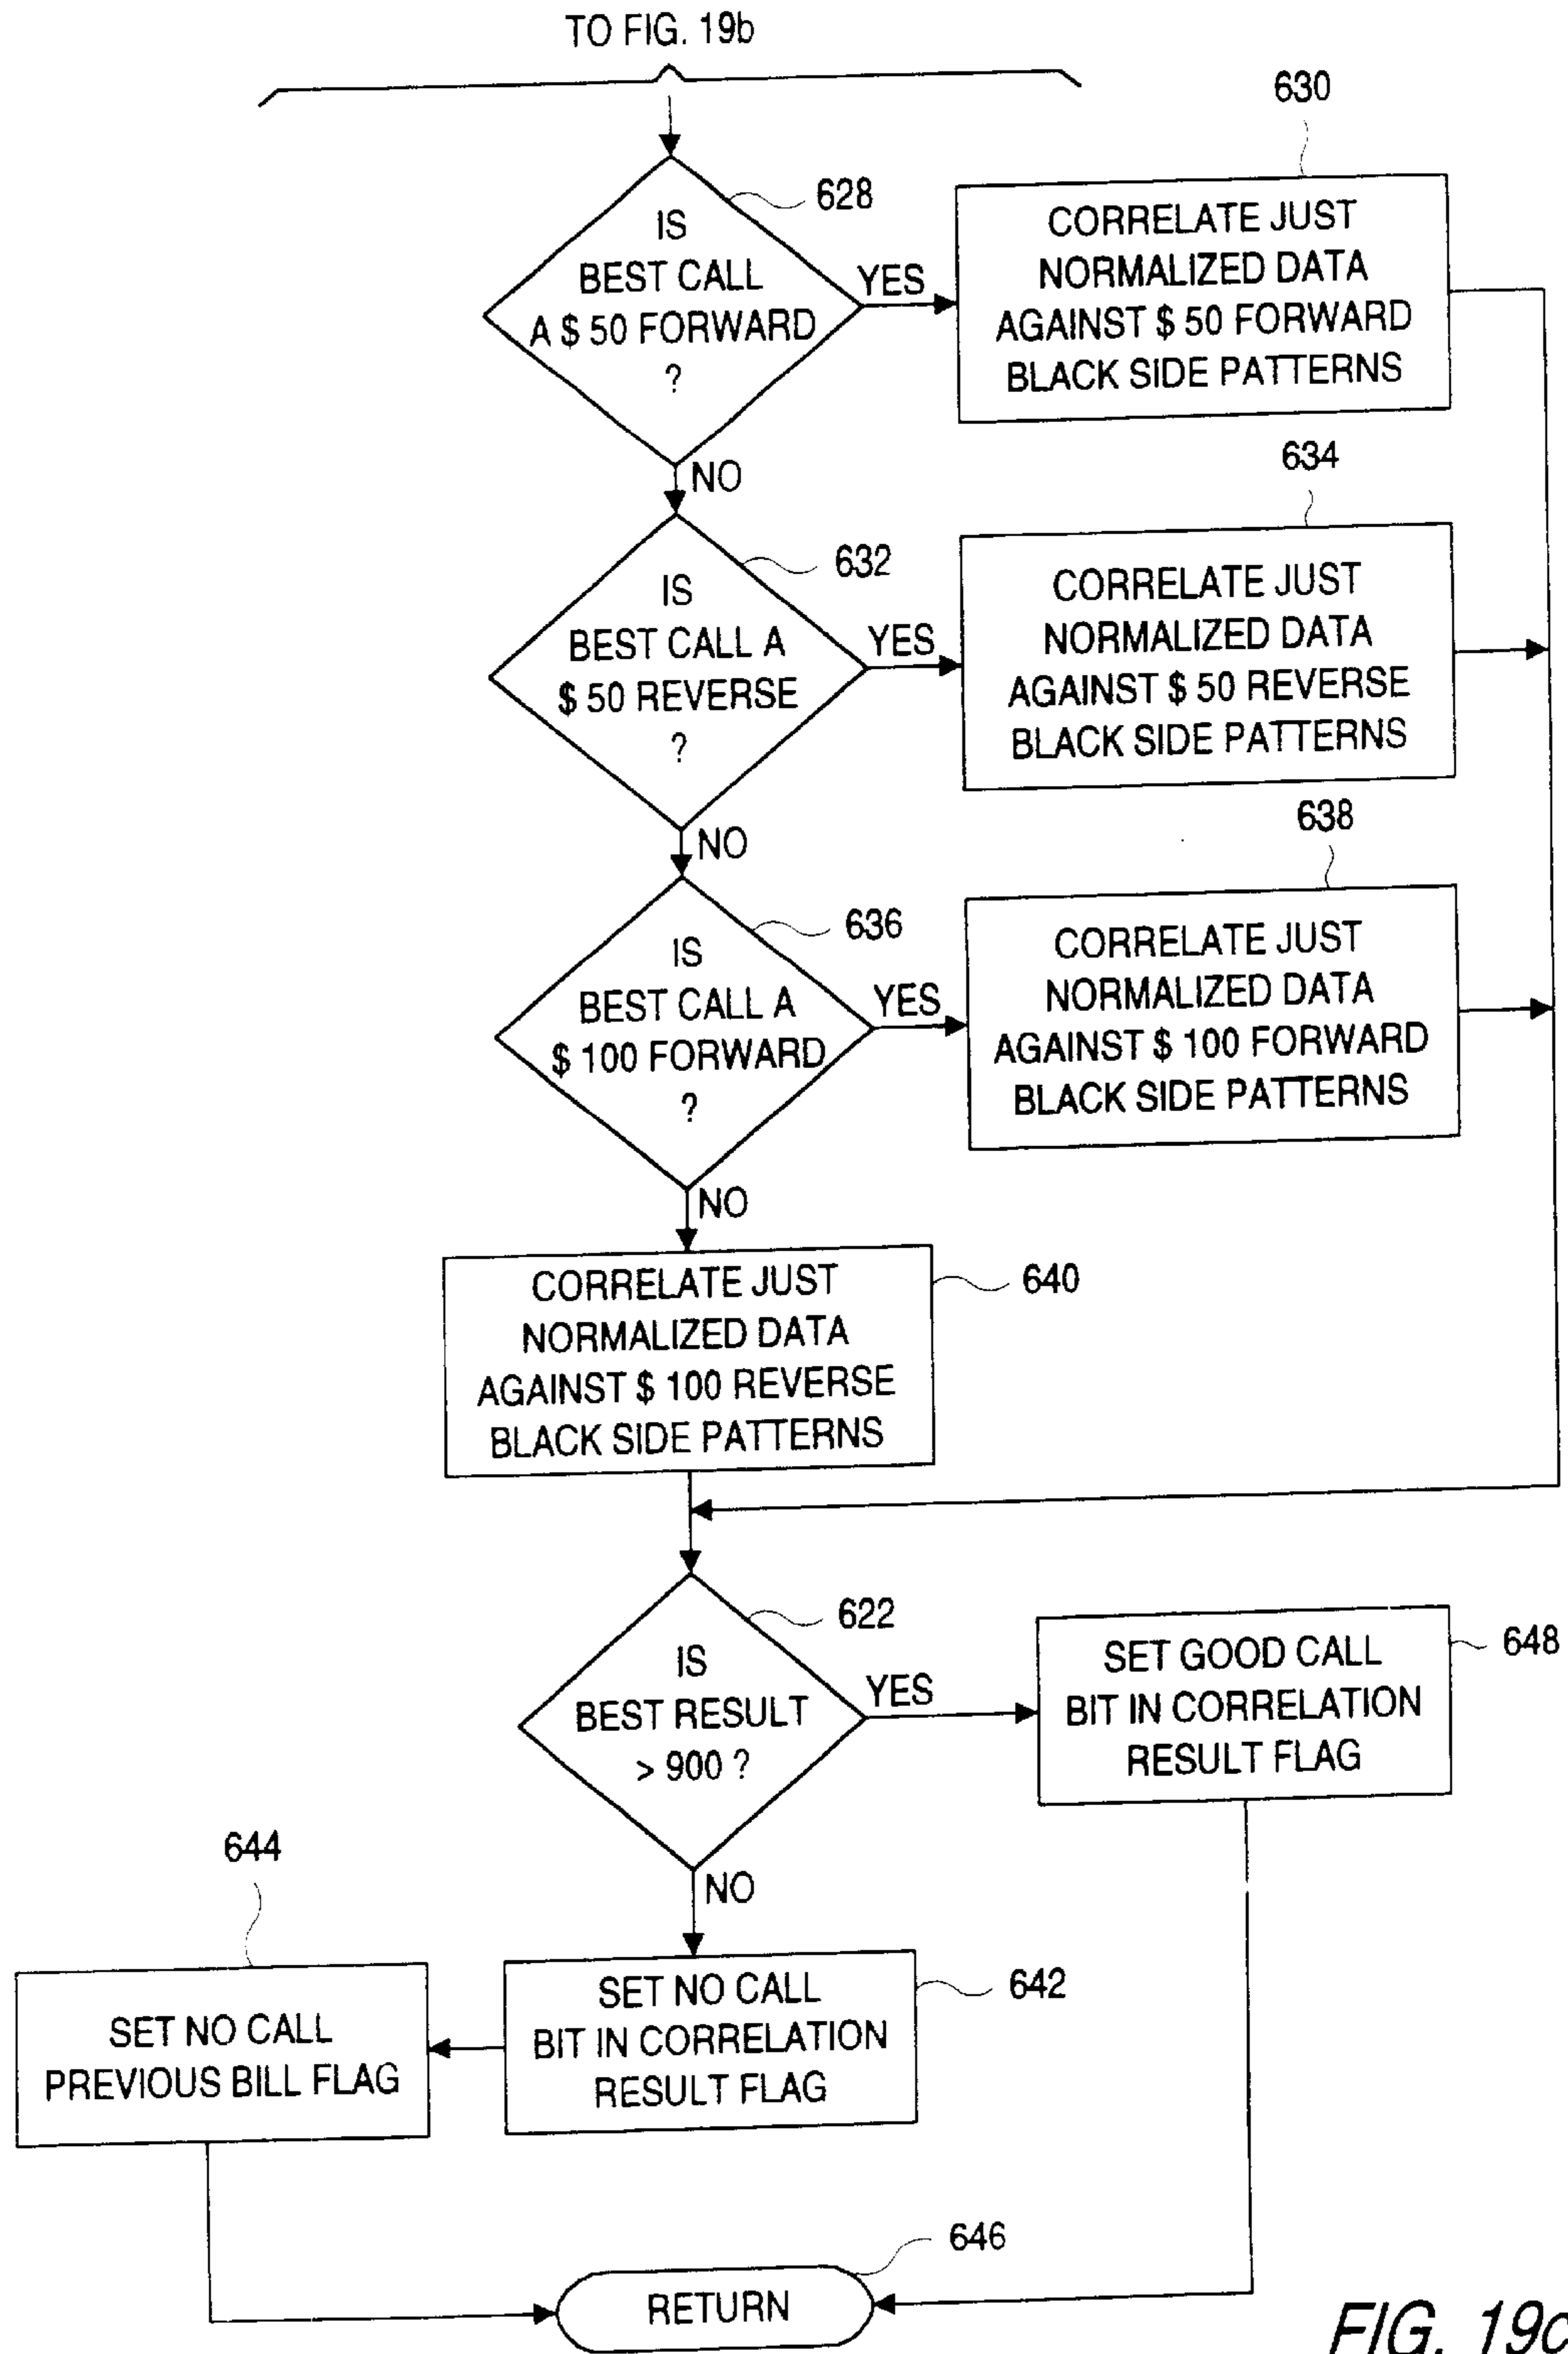 TO FIG. 19b
630
628
IS
BEST CALL
A $ 50 FORWARD
?
YES
CORRELATE JUST
NORMALIZED DATA
AGAINST $ 50 FORWARD
BLACK SIDE PATTERNS
NO
634
632
IS
BEST CALL A
$ 50 REVERSE
?
YES
CORRELATE JUST
NORMALIZED DATA
AGAINST $ 50 REVERSE
BLACK SIDE PATTERNS
NO
638
636
IS
BEST CALL A
$ 100 FORWARD
?
YES
CORRELATE JUST
NORMALIZED DATA
AGAINST $ 100 FORWARD
BLACK SIDE PATTERNS
NO
CORRELATE JUST
NORMALIZED DATA
AGAINST $ 100 REVERSE
BLACK SIDE PATTERNS
640
622
IS
BEST RESULT
> 900 ?
YES
SET GOOD CALL
BIT IN CORRELATION
RESULT FLAG
648
NO
644
SET NO CALL
PREVIOUS BILL FLAG
SET NO CALL
BIT IN CORRELATION
RESULT FLAG
642
646
RETURN
FIG. 19c